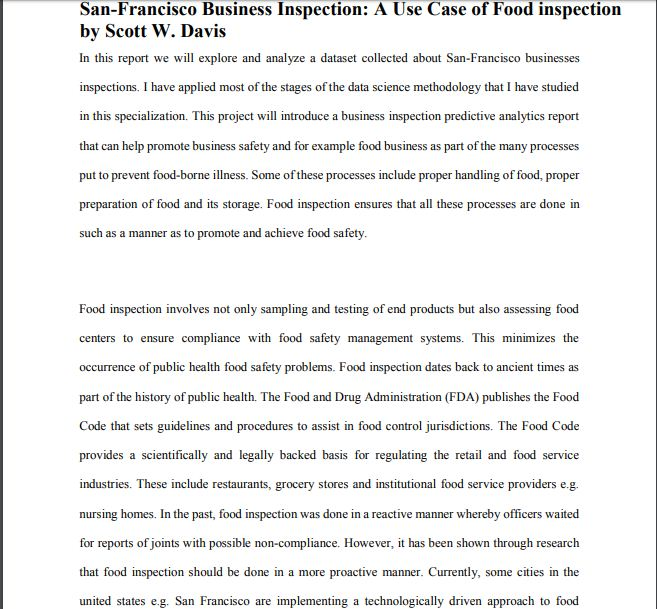 San-Francisco Business Inspection: A Use Case of Food inspection
by Scott W. Davis
In this report we will explore and analyze a dataset collected about San-Francisco businesses
inspections. I have applied most of the stages of the data science methodology that I have studied
in this specialization. This project will introduce a business inspection predictive analytics report
that can help promote business safety and for example food business as part of the many processes
put to prevent food-borne illness. Some of these processes include proper handling of food, proper
preparation of food and its storage. Food inspection ensures that all these processes are done in
such as a manner as to promote and achieve food safety.
Food inspection involves not only sampling and testing of end products but also assessing food
centers to ensure compliance with food safety management systems. This minimizes the
occurrence of public health food safety problems. Food inspection dates back to ancient times as
part of the history of public health. The Food and Drug Administration (FDA) publishes the Food
Code that sets guidelines and procedures to assist in food control jurisdictions. The Food Code
provides a scientifically and legally backed basis for regulating the retail and food service
industries. These include restaurants, grocery stores and institutional food service providers e.g.
nursing homes. In the past, food inspection was done in a reactive manner whereby officers waited
for reports of joints with possible non-compliance. However, it has been shown through research
that food inspection should be done in a more proactive manner. Currently, some cities in the
united states e.g. San Francisco are implementing a technologically driven approach to food